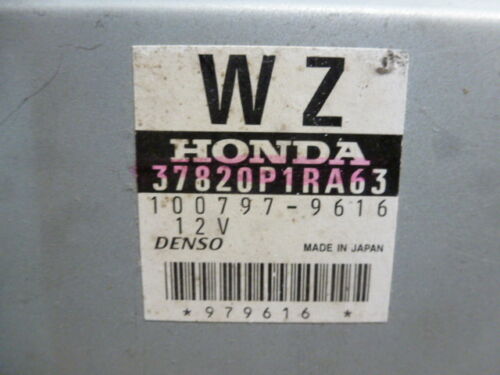 WZ
HONDA
37820P1RA63
100797-9616
12V
DENSO MADE IN JAPAN
*979616*